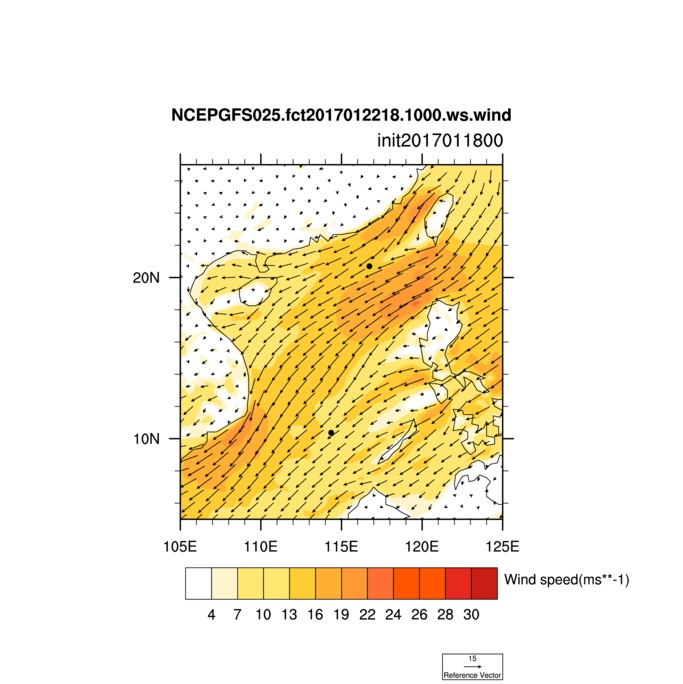 NCEPGFS025.fct2017012218.1000.ws.wind
init2017011800
20N
10N
105E 110E 115E 120E 125E
4 7 10 13 16 19 22 24 26 28 30
Wind speed(ms**-1)
15
Reference Vector